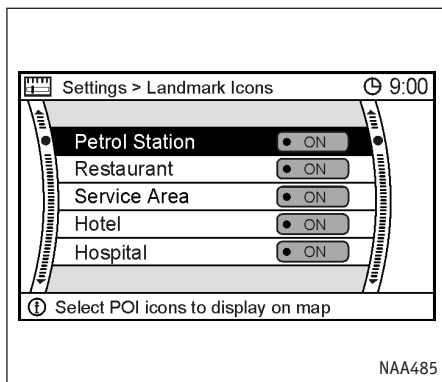 Settings > Landmark Icons 9:00
Petrol Station ON
Restaurant ON
Service Area ON
Hotel ON
Hospital ON
i Select POI icons to display on map
NAA485